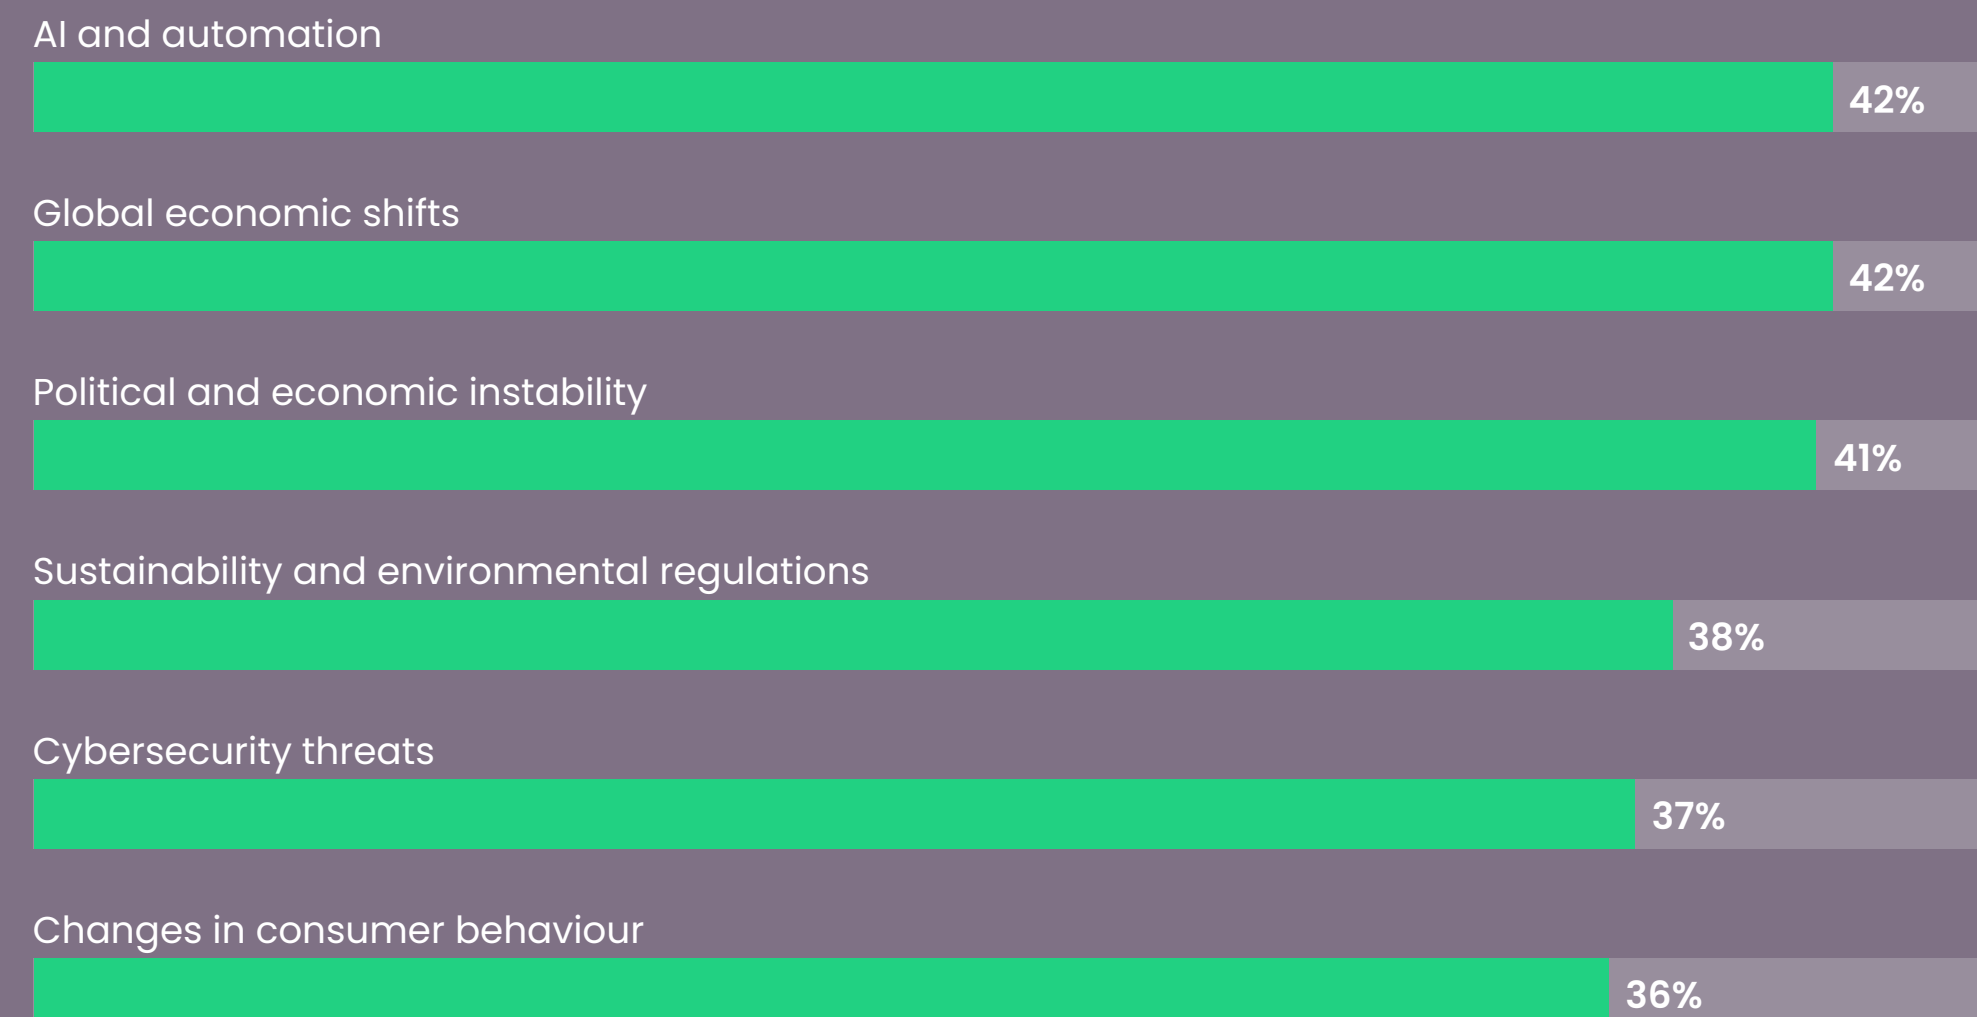 AI and automation
42%
Global economic shifts
42%
Political and economic instability
41%
Sustainability and environmental regulations
38%
Cybersecurity threats
37%
Changes in consumer behaviour
36%